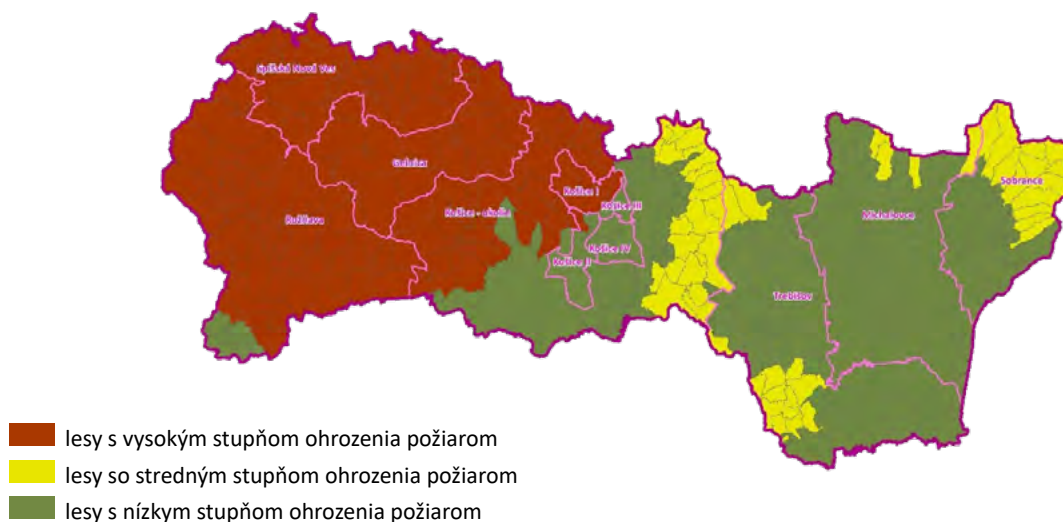 Spišská Nová Ves
Gelnica
Rožňava
Košice - okolie
Košice I
Košice III
Košice IV
Košice II
Michalovce
Sobrance
Trebišov
lesy s vysokým stupňom ohrozenia požiarom
lesy so stredným stupňom ohrozenia požiarom
lesy s nízkym stupňom ohrozenia požiarom